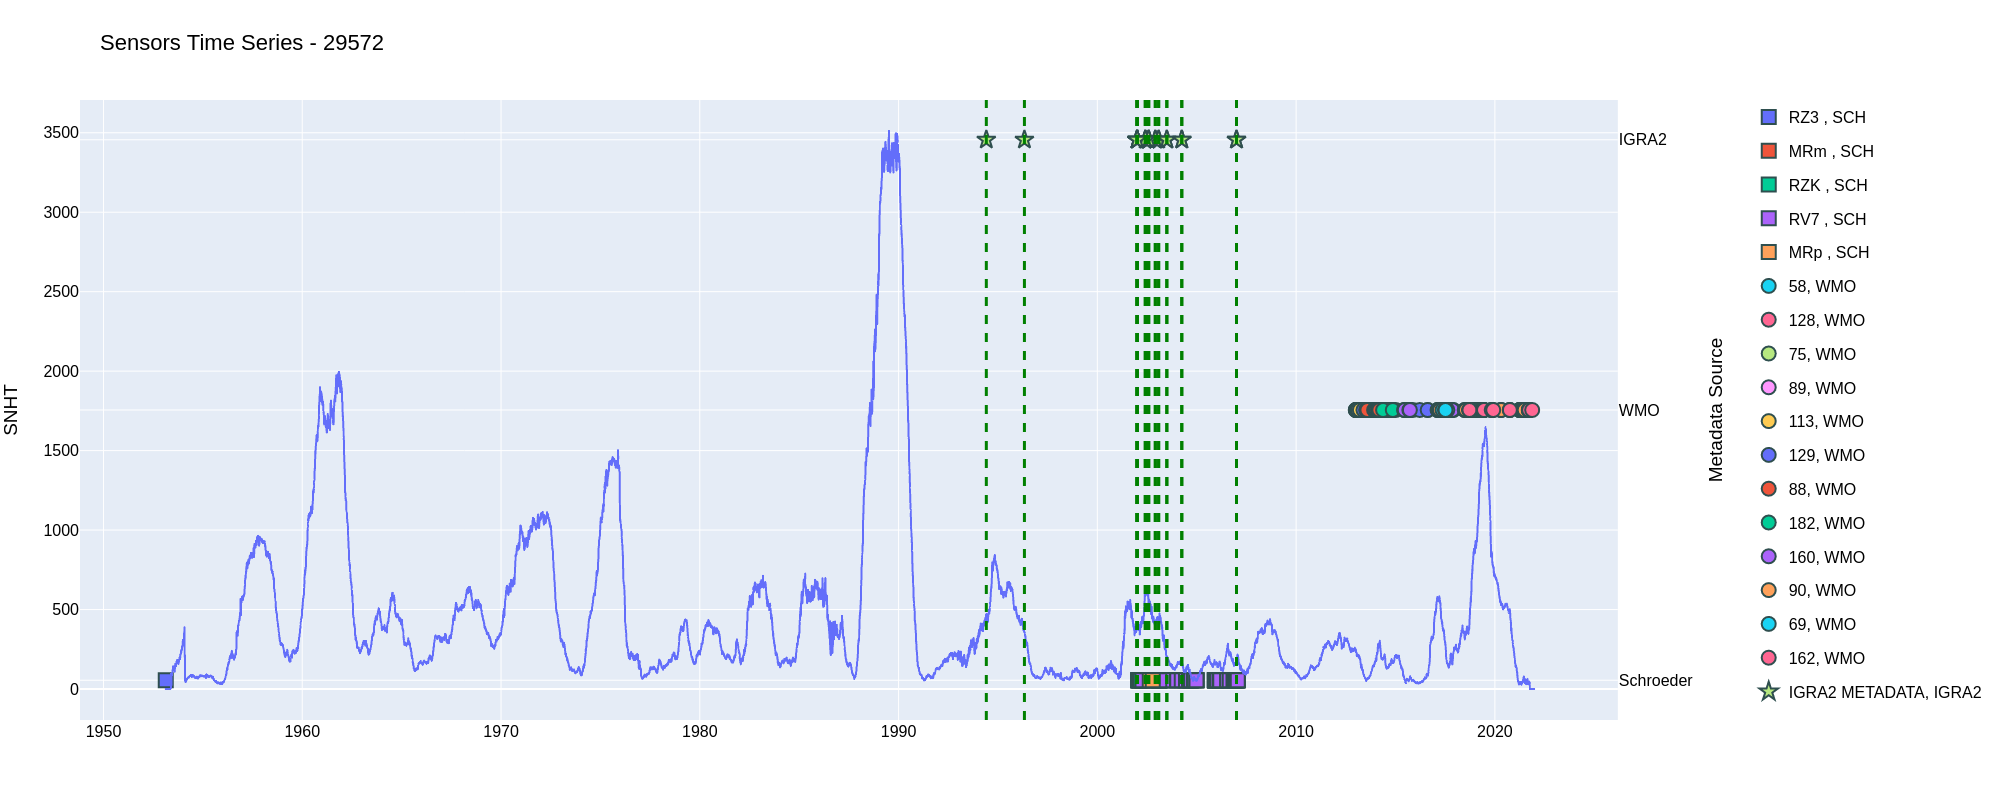 Sensors Time Series - 29572
SNHT
3500
3000
2500
2000
1500
1000
500
0
1950
1960
1970
1980
1990
2000
2010
2020
IGRA2
WMO
Schroeder
Metadata Source
RZ3 , SCH
MRm , SCH
RZK , SCH
RV7 , SCH
MRp , SCH
58, WMO
128, WMO
75, WMO
89, WMO
113, WMO
129, WMO
88, WMO
182, WMO
160, WMO
90, WMO
69, WMO
162, WMO
IGRA2 METADATA, IGRA2